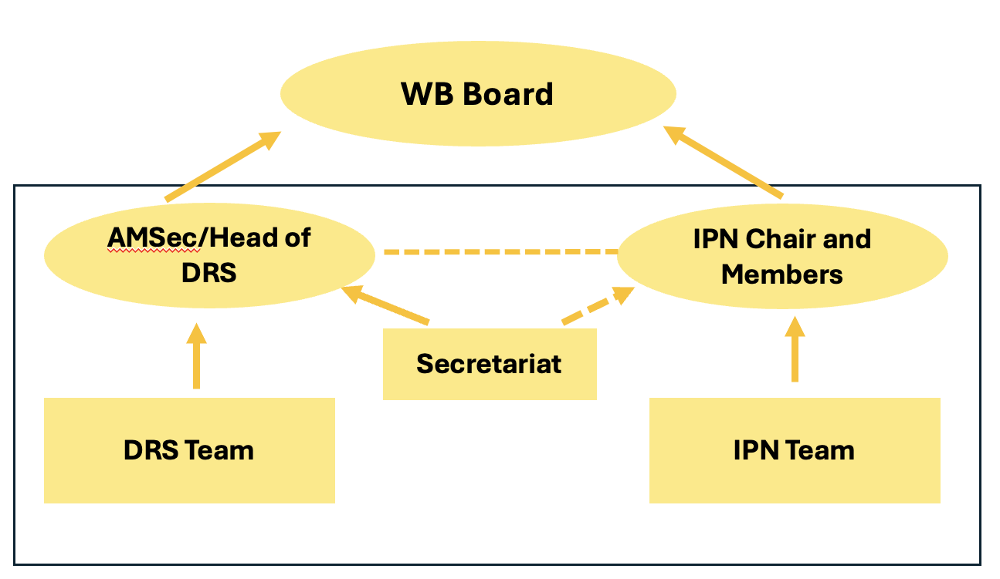 WB Board
AMSec/Head of
DRS
IPN Chair and
Members
Secretariat
DRS Team
IPN Team